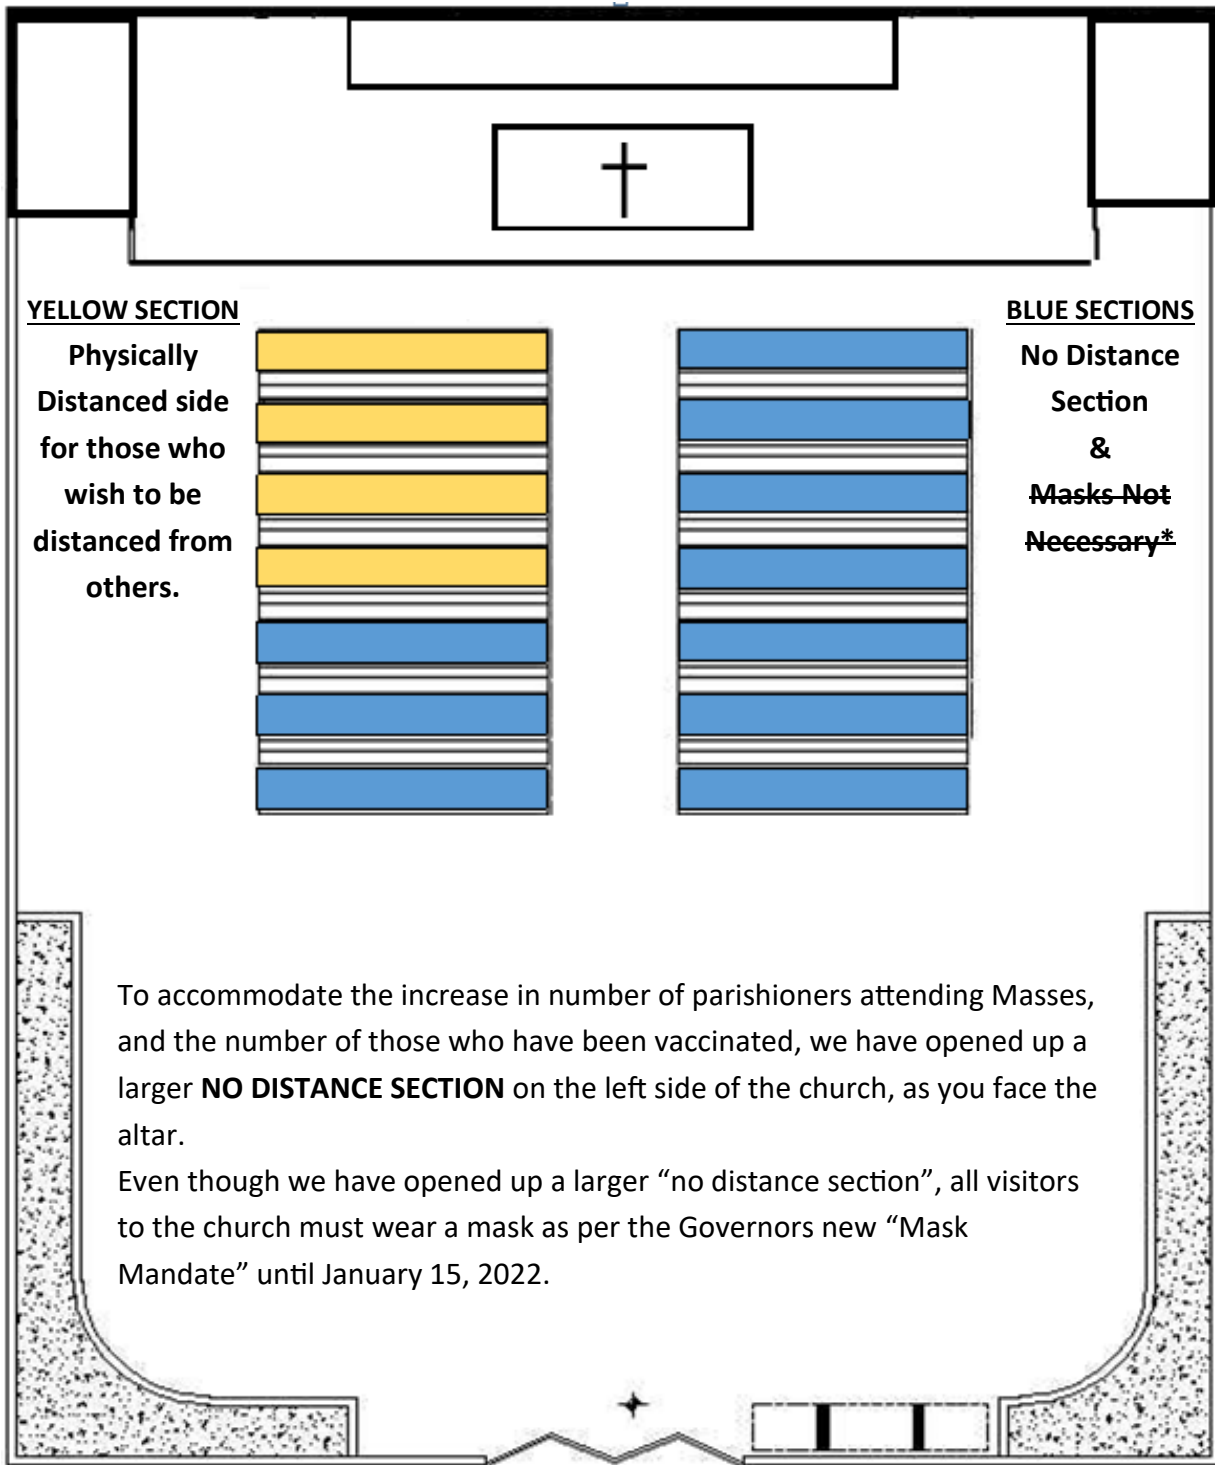 YELLOW SECTION
Physically
Distanced side
for those who
wish to be
distanced from
others.
BLUE SECTIONS
No Distance
Section
&
Masks Not
Necessary*
To accommodate the increase in number of parishioners attending Masses,
and the number of those who have been vaccinated, we have opened up a
larger NO DISTANCE SECTION on the left side of the church, as you face the
altar.
Even though we have opened up a larger “no distance section”, all visitors
to the church must wear a mask as per the Governors new “Mask
Mandate” until January 15, 2022.